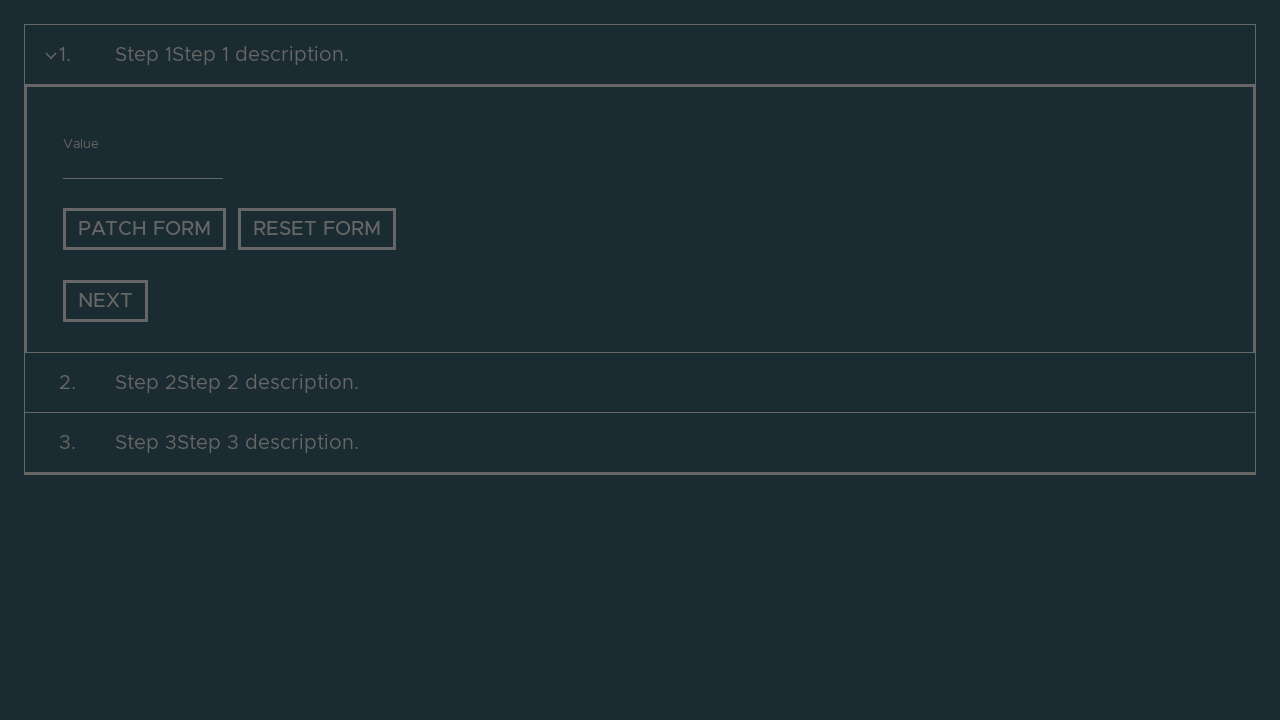 1. Step 1Step 1 description.
Value
PATCH FORM RESET FORM
NEXT
2. Step 2Step 2 description.
3. Step 3Step 3 description.